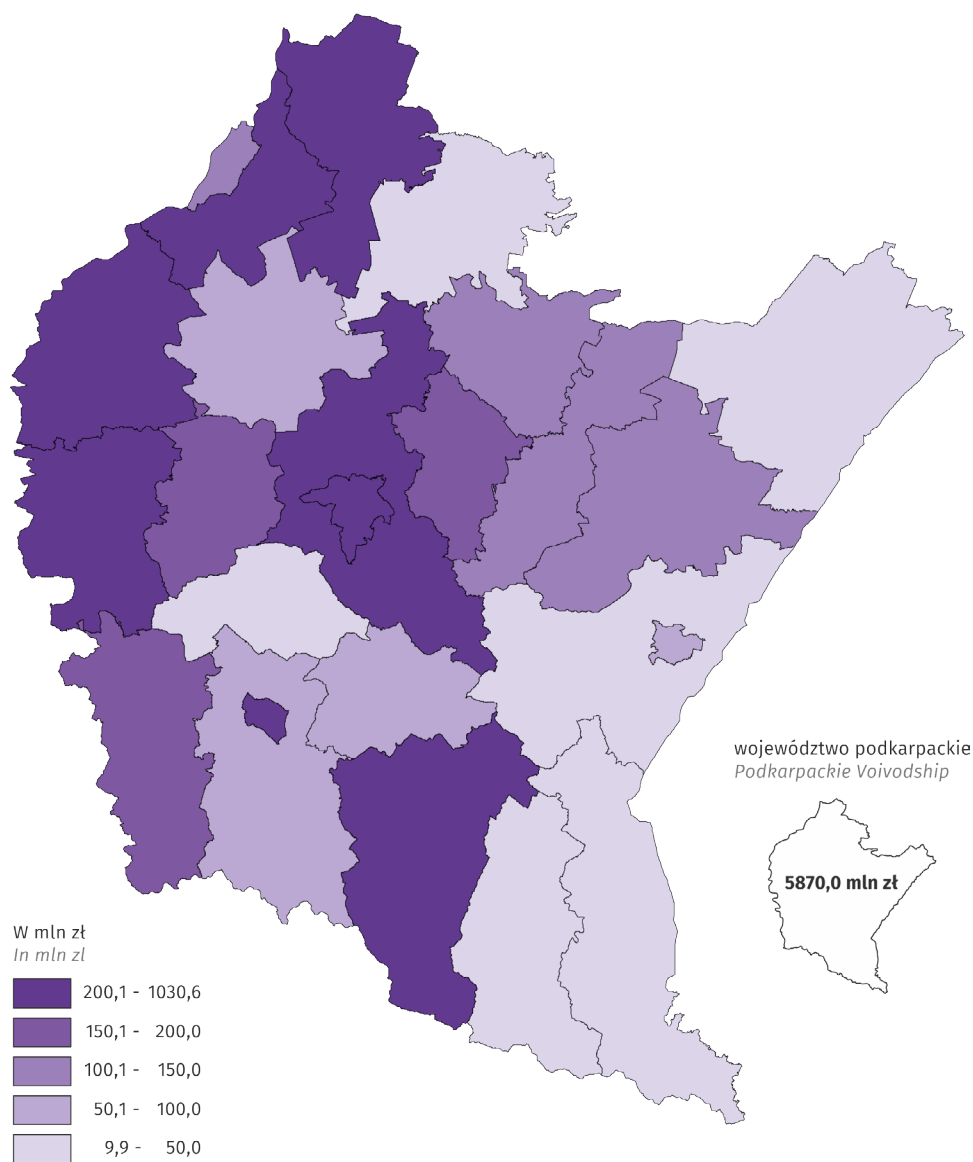 województwo podkarpackie
Podkarpackie Voivodship
5870,0 mln zł
W mln zł
In mln zl
200,1 - 1030,6
150,1 - 200,0
100,1 - 150,0
50,1 - 100,0
9,9 - 50,0